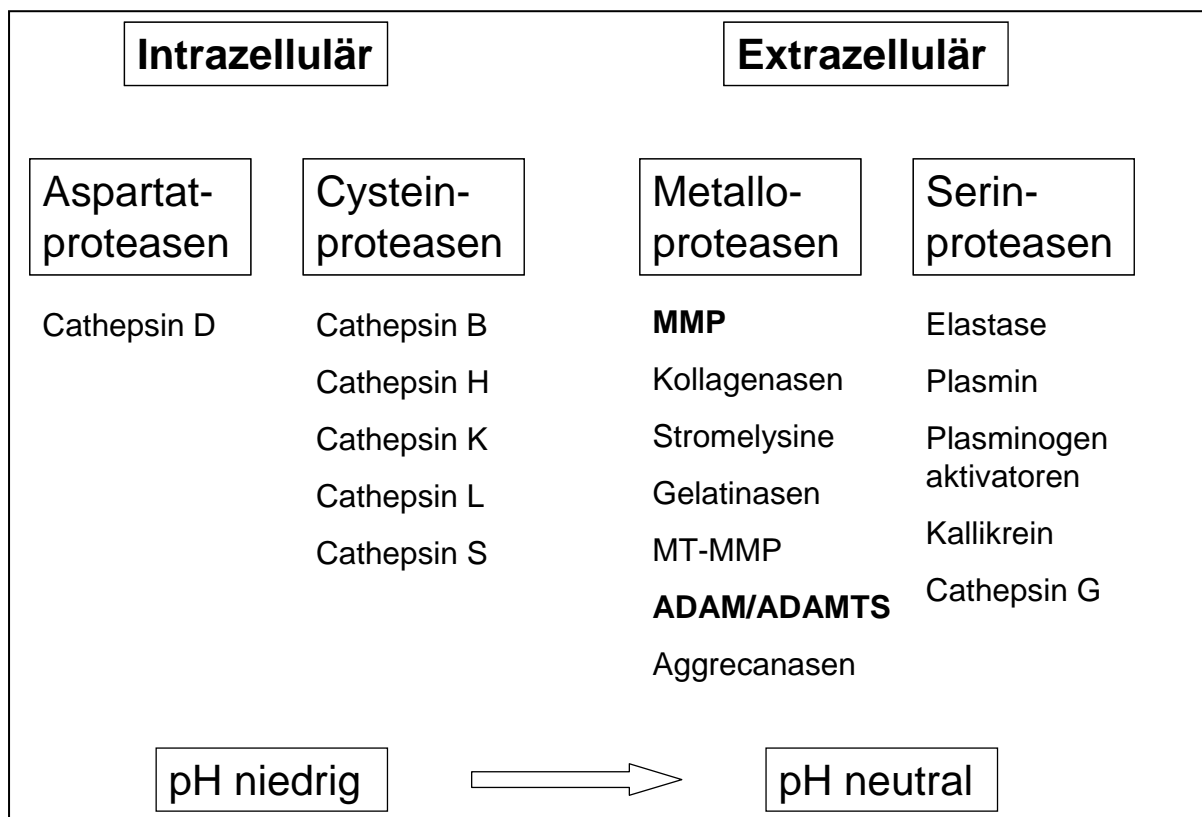 Intrazellulär
Extrazellulär
Aspartat-
proteasen
Cystein-
proteasen
Metallo-
proteasen
Serin-
proteasen
Cathepsin D
Cathepsin B
Cathepsin H
Cathepsin K
Cathepsin L
Cathepsin S
MMP
Kollagenasen
Stromelysine
Gelatinasen
MT-MMP
ADAM/ADAMTS
Aggrecanasen
Elastase
Plasmin
Plasminogen
aktivatoren
Kallikrein
Cathepsin G
pH niedrig
pH neutral